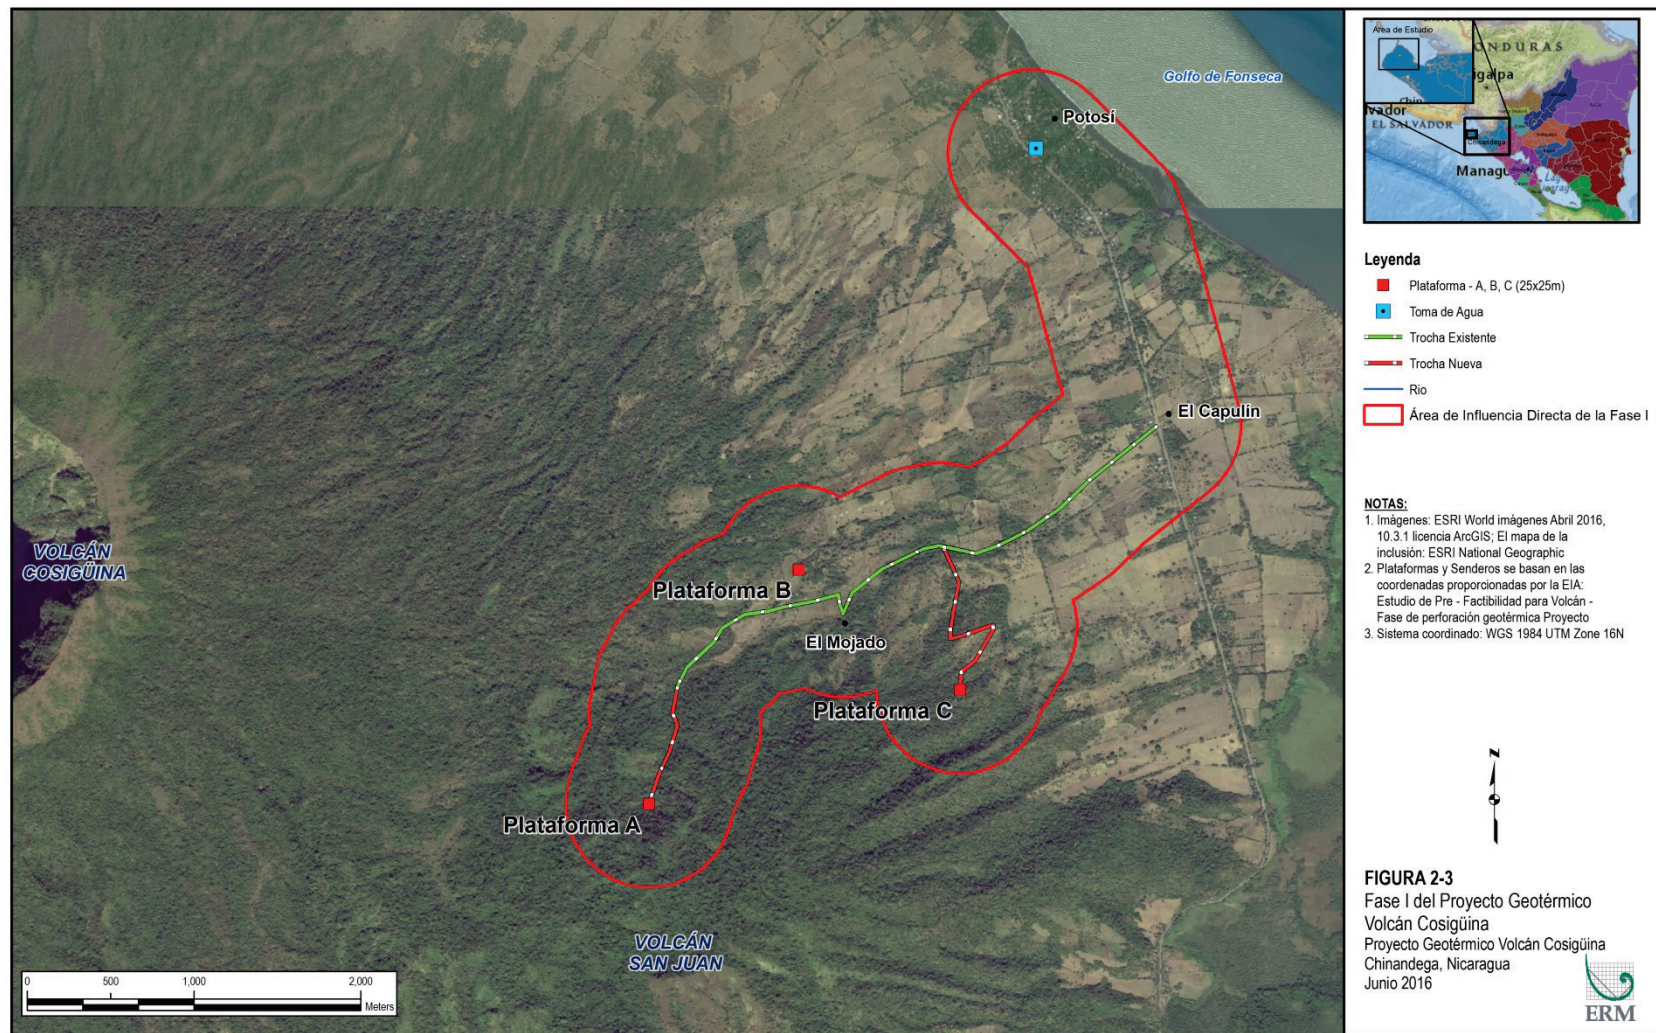 Golfo de Fonseca
Potosí
El Capulín
VOLCÁN
COSIGÜINA
Plataforma B
El Mojado
Plataforma C
Plataforma A
VOLCÁN
SAN JUAN
0 500 1,000 2,000
Meters
Área de Estudio
HONDURAS
igalpa
Chin
lvador
EL SALVADOR
Chinandega
Managu
Leyenda
Plataforma - A, B, C (25x25m)
Toma de Agua
Trocha Existente
Trocha Nueva
Rio
Área de Influencia Directa de la Fase I
NOTAS:
1. Imágenes: ESRI World imágenes Abril 2016,
10.3.1 licencia ArcGIS; El mapa de la
inclusión: ESRI National Geographic
2. Plataformas y Senderos se basan en las
coordenadas proporcionadas por la EIA:
Estudio de Pre - Factibilidad para Volcán -
Fase de perforación geotérmica Proyecto
3. Sistema coordinado: WGS 1984 UTM Zone 16N
N
FIGURA 2-3
Fase I del Proyecto Geotérmico
Volcán Cosigüina
Proyecto Geotérmico Volcán Cosigüina
Chinandega, Nicaragua
Junio 2016
ERM